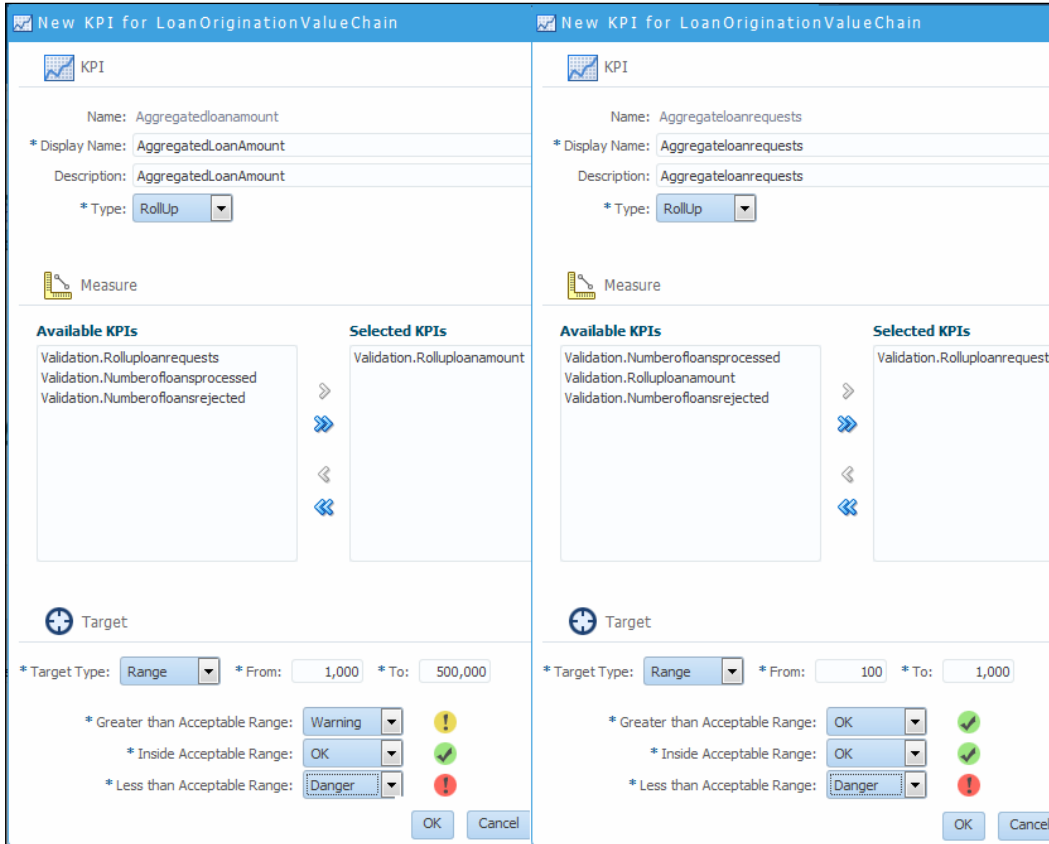 New KPI for LoanOriginationValueChain
KPI
Name: Aggregatedloanamount
* Display Name: AggregatedLoanAmount
Description: AggregatedLoanAmount
* Type: RollUp
Measure
Available KPIs Selected KPIs
Validation.Rolluploanrequests Validation.Rolluploanamount
Validation.Numberofloansprocessed
Validation.Numberofloansrejected
Target
* Target Type: Range * From: 1,000 * To: 500,000
* Greater than Acceptable Range: Warning
* Inside Acceptable Range: OK
* Less than Acceptable Range: Danger
OK Cancel
New KPI for LoanOriginationValueChain
KPI
Name: Aggregateloanrequests
* Display Name: Aggregateloanrequests
Description: Aggregateloanrequests
* Type: RollUp
Measure
Available KPIs Selected KPIs
Validation.Numberofloansprocessed Validation.Rolluploanrequest
Validation.Rolluploanamount
Validation.Numberofloansrejected
Target
* Target Type: Range * From: 100 * To: 1,000
* Greater than Acceptable Range: OK
* Inside Acceptable Range: OK
* Less than Acceptable Range: Danger
OK Cancel